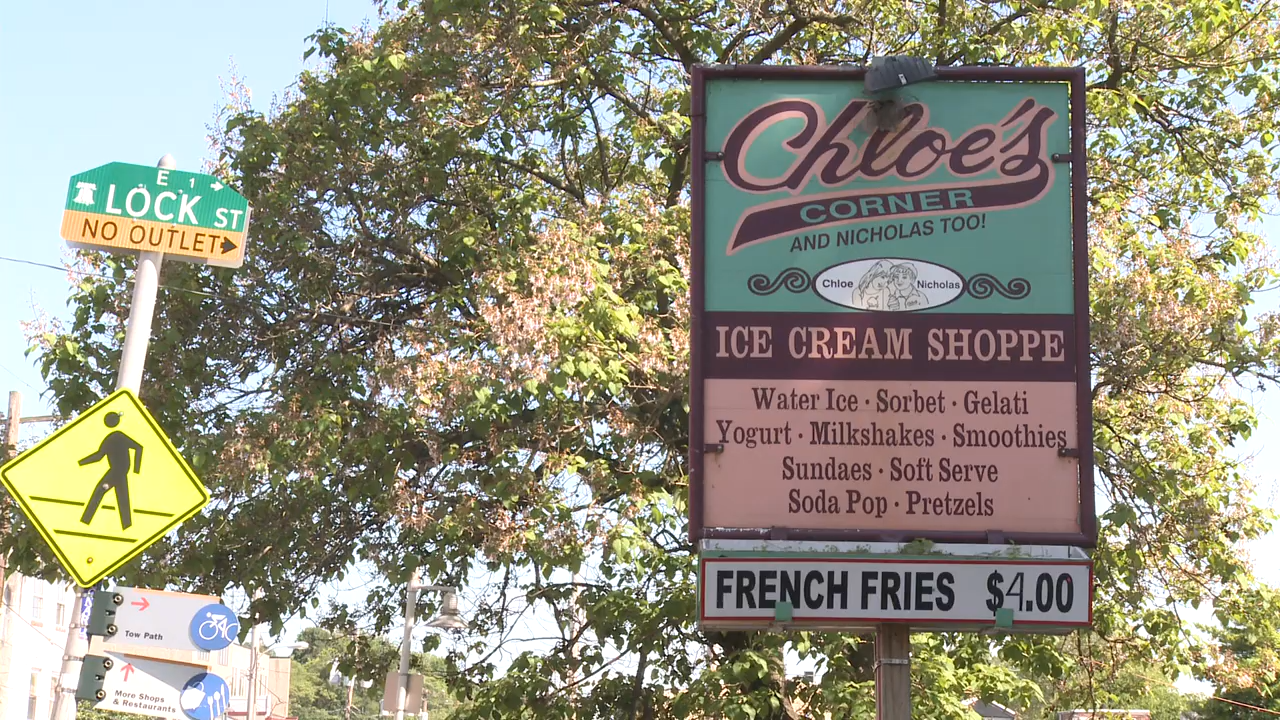 E 1
LOCK ST
NO OUTLET
Tow Path
More Shops
& Restaurants
Chloe's
CORNER
AND NICHOLAS TOO!
Chloe Nicholas
ICE CREAM SHOPPE
Water Ice · Sorbet · Gelati
Yogurt · Milkshakes · Smoothies
Sundaes · Soft Serve
Soda Pop · Pretzels
FRENCH FRIES $4.00